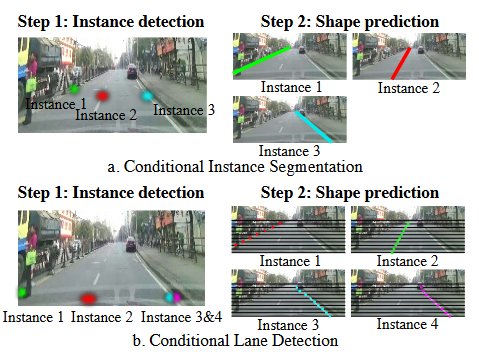 Step 1: Instance detection
Step 2: Shape prediction
Instance 1
Instance 2
Instance 3
Instance 1
Instance 2
Instance 3
a. Conditional Instance Segmentation
Step 1: Instance detection
Step 2: Shape prediction
Instance 1
Instance 2
Instance 3&4
Instance 1
Instance 2
Instance 3
Instance 4
b. Conditional Lane Detection